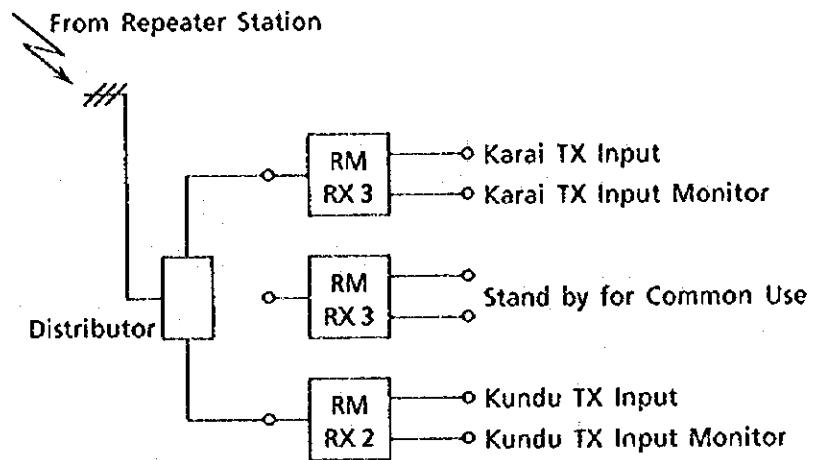 From Repeater Station
RM
RX 3
Karai TX Input
Karai TX Input Monitor
RM
RX 3
Stand by for Common Use
Distributor
RM
RX 2
Kundu TX Input
Kundu TX Input Monitor